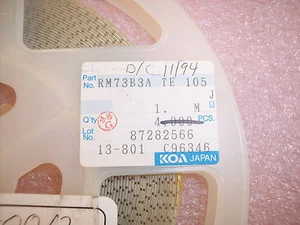 D/C 11/94
Part No. RM73B3A TE 105
J
1. M Ω
Q'ty 4,000 PCS.
Lot No. 87282566
13-801 C96346
KOA JAPAN